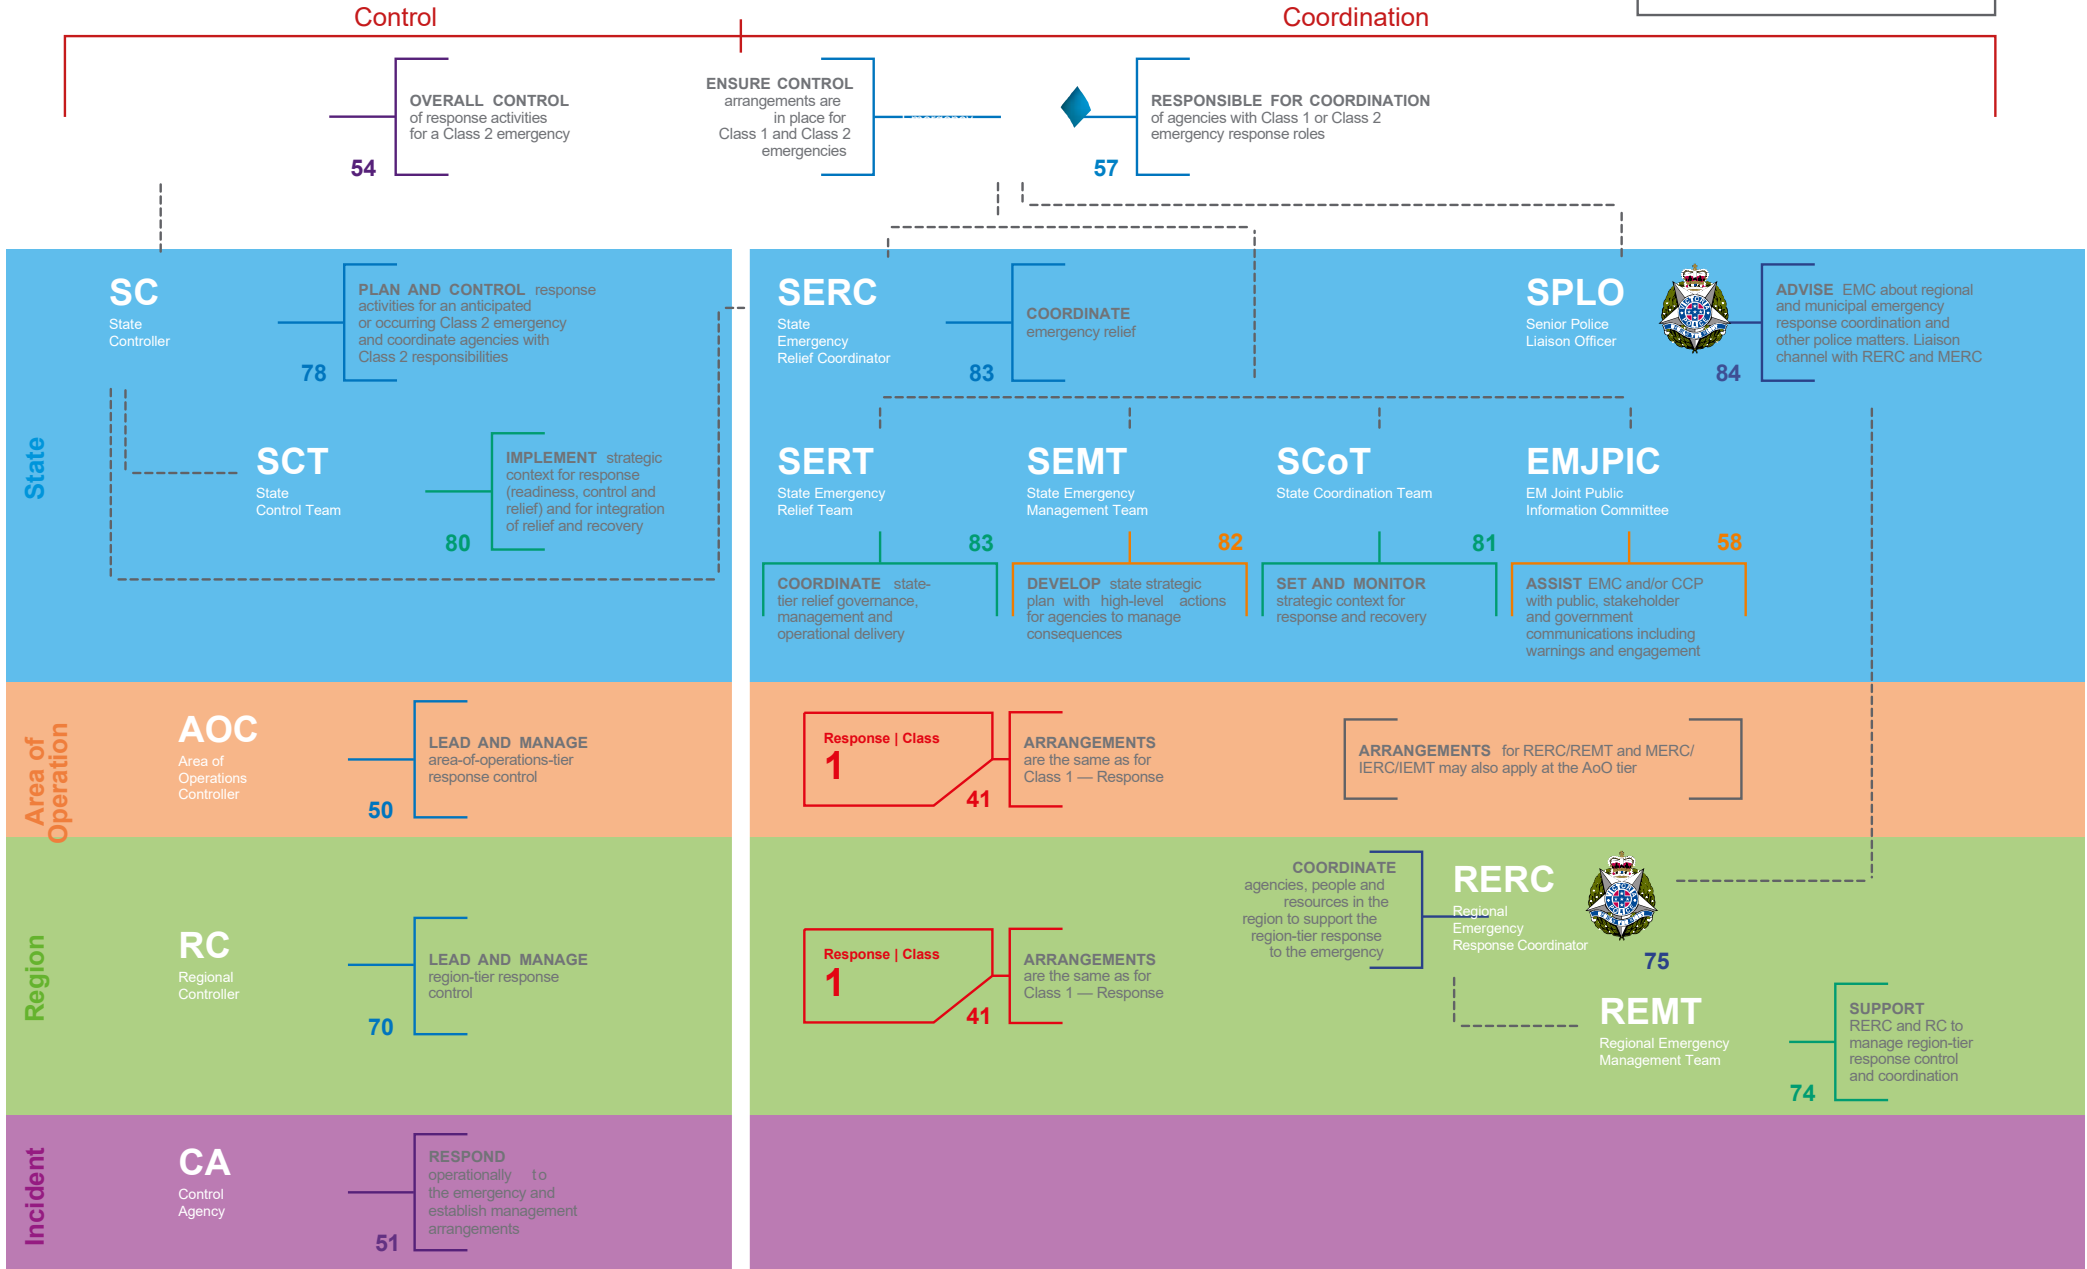 Control
Coordination
OVERALL CONTROL
of response activities
for a Class 2 emergency
54
ENSURE CONTROL
arrangements are
in place for
Class 1 and Class 2
emergencies
RESPONSIBLE FOR COORDINATION
of agencies with Class 1 or Class 2
emergency response roles
57
State
SC
State
Controller
PLAN AND CONTROL response
activities for an anticipated
or occurring Class 2 emergency
and coordinate agencies with
Class 2 responsibilities
78
SCT
State
Control Team
IMPLEMENT strategic
context for response
(readiness, control and
relief) and for integration
of relief and recovery
80
SERC
State
Emergency
Relief Coordinator
COORDINATE
emergency relief
83
SPLO
Senior Police
Liaison Officer
ADVISE EMC about regional
and municipal emergency
response coordination and
other police matters. Liaison
channel with RERC and MERC
84
SERT
State Emergency
Relief Team
83
COORDINATE state-
tier relief governance,
management and
operational delivery
SEMT
State Emergency
Management Team
82
DEVELOP state strategic
plan with high-level actions
for agencies to manage
consequences
SCoT
State Coordination Team
81
SET AND MONITOR
strategic context for
response and recovery
EMJPIC
EM Joint Public
Information Committee
58
ASSIST EMC and/or CCP
with public, stakeholder
and government
communications including
warnings and engagement
Area of
Operation
AOC
Area of
Operations
Controller
LEAD AND MANAGE
area-of-operations-tier
response control
50
Response | Class
1
41
ARRANGEMENTS
are the same as for
Class 1 — Response
ARRANGEMENTS for RERC/REMT and MERC/
IERC/IEMT may also apply at the AoO tier
Region
RC
Regional
Controller
LEAD AND MANAGE
region-tier response
control
70
Response | Class
1
41
ARRANGEMENTS
are the same as for
Class 1 — Response
COORDINATE
agencies, people and
resources in the
region to support the
region-tier response
to the emergency
RERC
Regional
Emergency
Response Coordinator
75
REMT
Regional Emergency
Management Team
SUPPORT
RERC and RC to
manage region-tier
response control
and coordination
74
Incident
CA
Control
Agency
RESPOND
operationally to
the emergency and
establish management
arrangements
51